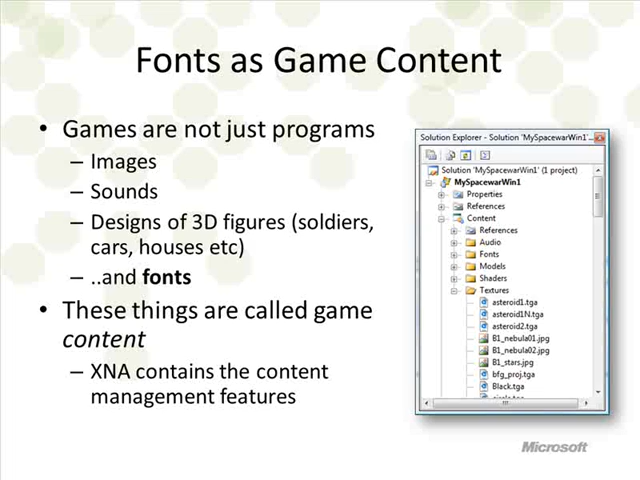 Fonts as Game Content
• Games are not just programs
– Images
– Sounds
– Designs of 3D figures (soldiers,
cars, houses etc)
– ..and fonts
• These things are called game
content
– XNA contains the content
management features
Solution Explorer - Solution 'MySpacewarWin1'...
Solution 'MySpacewarWin1' (1 project)
MySpacewarWin1
Properties
References
Content
References
Audio
Fonts
Models
Shaders
Textures
asteroid1.tga
asteroid1N.tga
asteroid2.tga
B1_nebula01.jpg
B1_nebula02.jpg
B1_stars.jpg
bfg_proj.tga
Black.tga
Microsoft